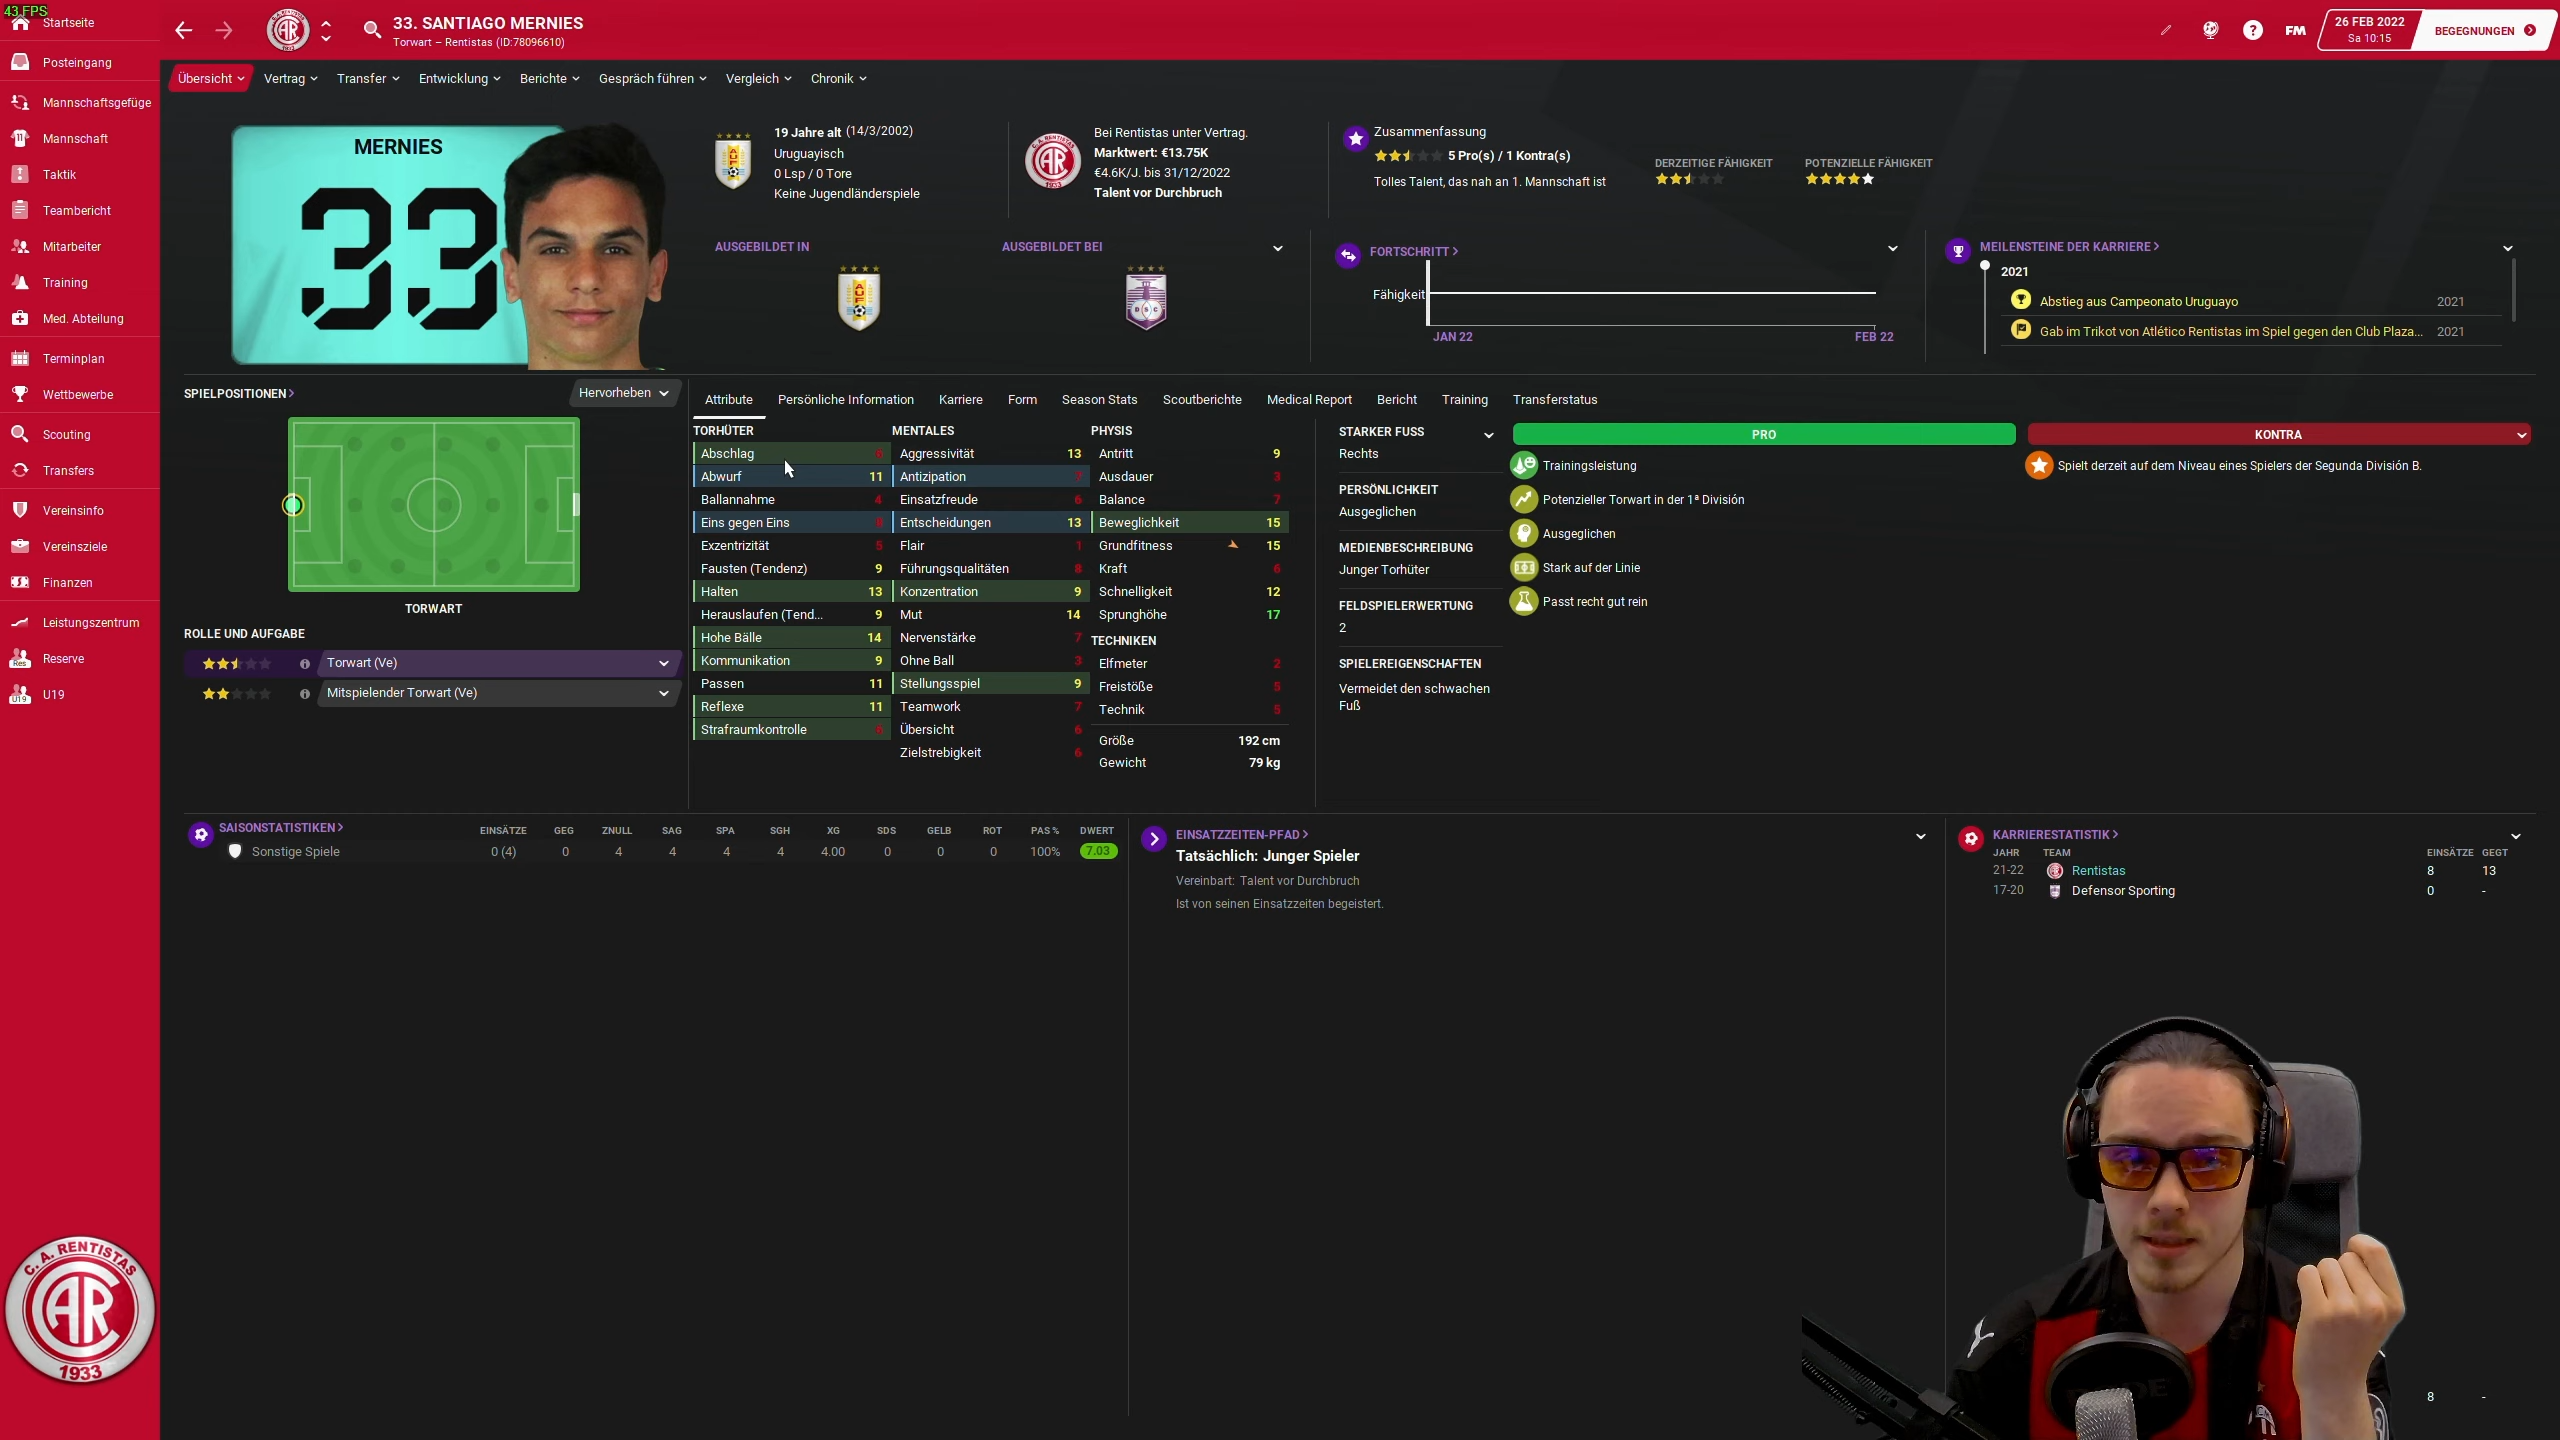 43 FPS
Startseite
Posteingang
Mannschaftsgefüge
Mannschaft
Taktik
Teambericht
Mitarbeiter
Training
Med. Abteilung
Terminplan
Wettbewerbe
Scouting
Transfers
Vereinsinfo
Vereinsziele
Finanzen
Leistungszentrum
Reserve
U19
C. A. RENTISTAS
1933
33. SANTIAGO MERNIES
Torwart – Rentistas (ID:78096610)
FM
26 FEB 2022
Sa 10:15
BEGEGNUNGEN
Übersicht Vertrag Transfer Entwicklung Berichte Gespräch führen Vergleich Chronik
MERNIES
33
19 Jahre alt (14/3/2002)
Uruguayisch
0 Lsp / 0 Tore
Keine Jugendländerspiele
Bei Rentistas unter Vertrag.
Marktwert: €13.75K
€4.6K/J. bis 31/12/2022
Talent vor Durchbruch
Zusammenfassung
5 Pro(s) / 1 Kontra(s)
Tolles Talent, das nah an 1. Mannschaft ist
DERZEITIGE FÄHIGKEIT
POTENZIELLE FÄHIGKEIT
AUSGEBILDET IN
AUSGEBILDET BEI
FORTSCHRITT
Fähigkeit
JAN 22
FEB 22
MEILENSTEINE DER KARRIERE
2021
Abstieg aus Campeonato Uruguayo 2021
Gab im Trikot von Atlético Rentistas im Spiel gegen den Club Plaza... 2021
SPIELPOSITIONEN
Hervorheben
TORWART
ROLLE UND AUFGABE
Torwart (Ve)
Mitspielender Torwart (Ve)
Attribute Persönliche Information Karriere Form Season Stats Scoutberichte Medical Report Bericht Training Transferstatus
TORHÜTER
Abschlag
Abwurf 11
Ballannahme 4
Eins gegen Eins
Exzentrizität 5
Fausten (Tendenz) 9
Halten 13
Herauslaufen (Tend... 9
Hohe Bälle 14
Kommunikation 9
Passen 11
Reflexe 11
Strafraumkontrolle
MENTALES
Aggressivität 13
Antizipation
Einsatzfreude 6
Entscheidungen 13
Flair 1
Führungsqualitäten 8
Konzentration 9
Mut 14
Nervenstärke 7
Ohne Ball 3
Stellungsspiel 9
Teamwork 7
Übersicht 6
Zielstrebigkeit 6
PHYSIS
Antritt 9
Ausdauer 3
Balance 7
Beweglichkeit 15
Grundfitness 15
Kraft 6
Schnelligkeit 12
Sprunghöhe 17
TECHNIKEN
Elfmeter 2
Freistöße 5
Technik 5
Größe 192 cm
Gewicht 79 kg
STARKER FUSS
Rechts
PERSÖNLICHKEIT
Ausgeglichen
MEDIENBESCHREIBUNG
Junger Torhüter
FELDSPIELERWERTUNG
2
SPIELEREIGENSCHAFTEN
Vermeidet den schwachen
Fuß
PRO
Trainingsleistung
Potenzieller Torwart in der 1ª División
Ausgeglichen
Stark auf der Linie
Passt recht gut rein
KONTRA
Spielt derzeit auf dem Niveau eines Spielers der Segunda División B.
SAISONSTATISTIKEN EINSÄTZE GEG ZNULL SAG SPA SGH XG SDS GELB ROT PAS % DWERT
Sonstige Spiele 0 (4) 0 4 4 4 4 4.00 0 0 0 100% 7.03
EINSATZZEITEN-PFAD
Tatsächlich: Junger Spieler
Vereinbart: Talent vor Durchbruch
Ist von seinen Einsatzzeiten begeistert.
KARRIERESTATISTIK
JAHR TEAM EINSÄTZE GEGT
21-22 Rentistas 8 13
17-20 Defensor Sporting 0 -
8 -